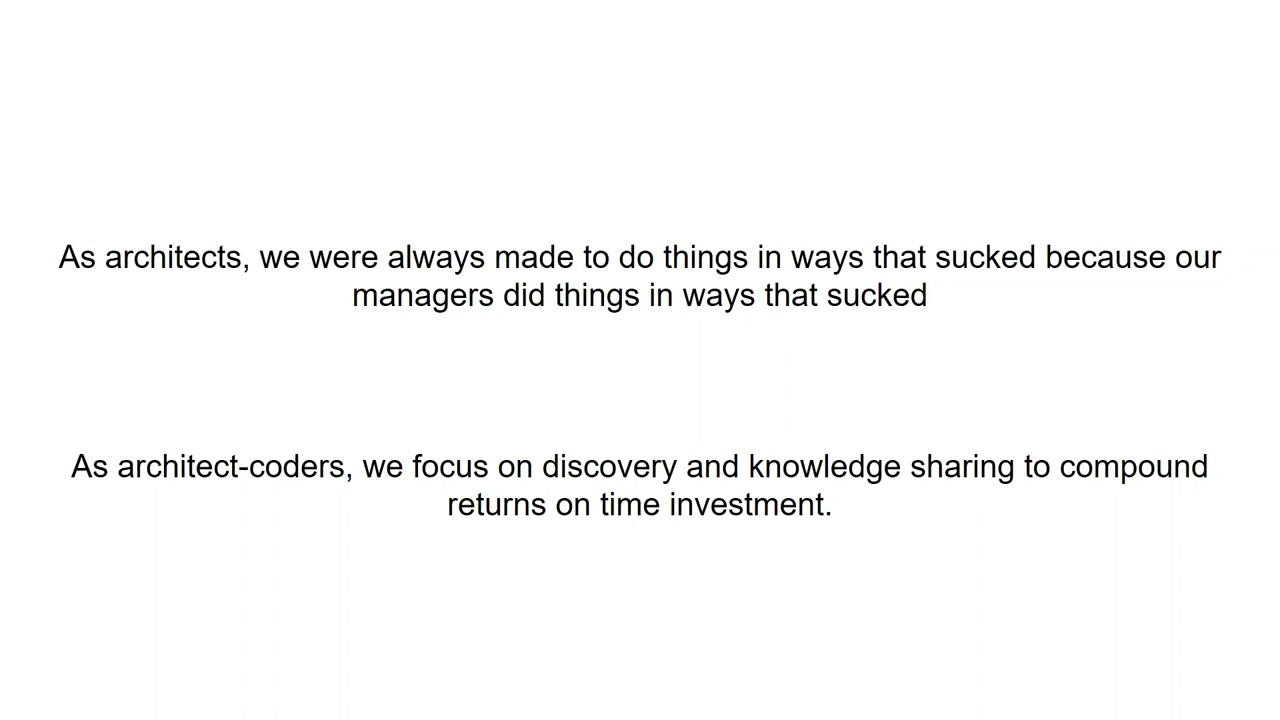 As architects, we were always made to do things in ways that sucked because our
managers did things in ways that sucked
As architect-coders, we focus on discovery and knowledge sharing to compound
returns on time investment.